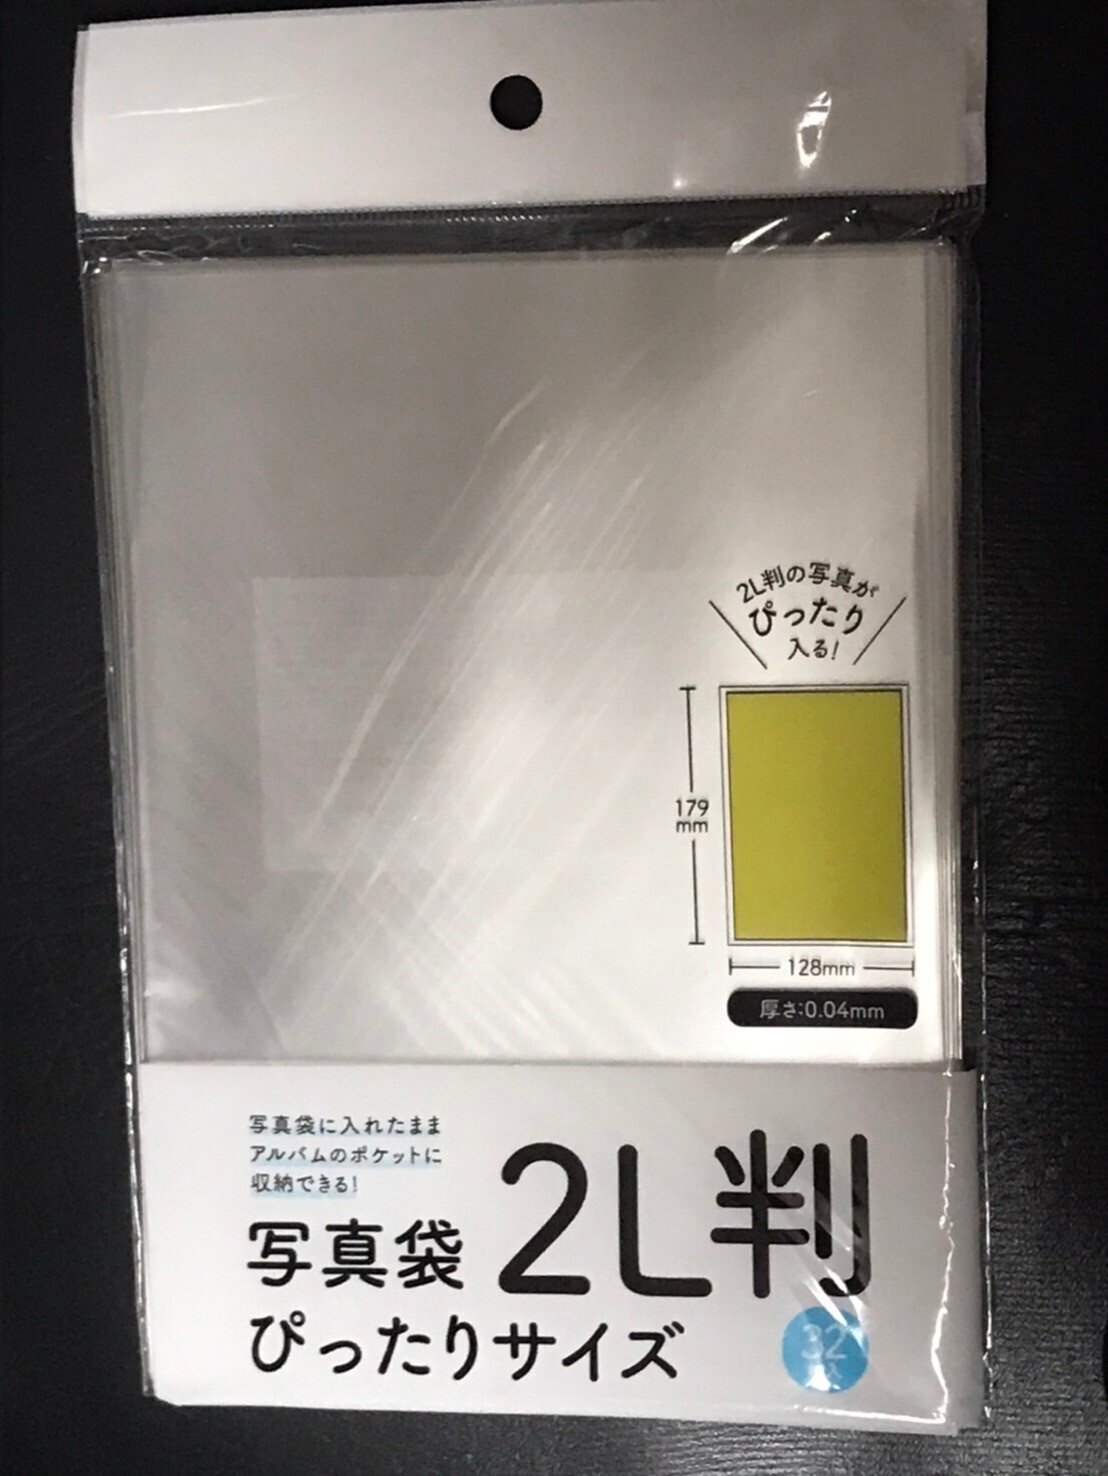 2L判の写真が
ぴったり
入る!
179
mm
128mm
厚さ:0.04mm
写真袋に入れたまま
アルバムのポケットに
収納できる!
写真袋 2L判
ぴったりサイズ
32